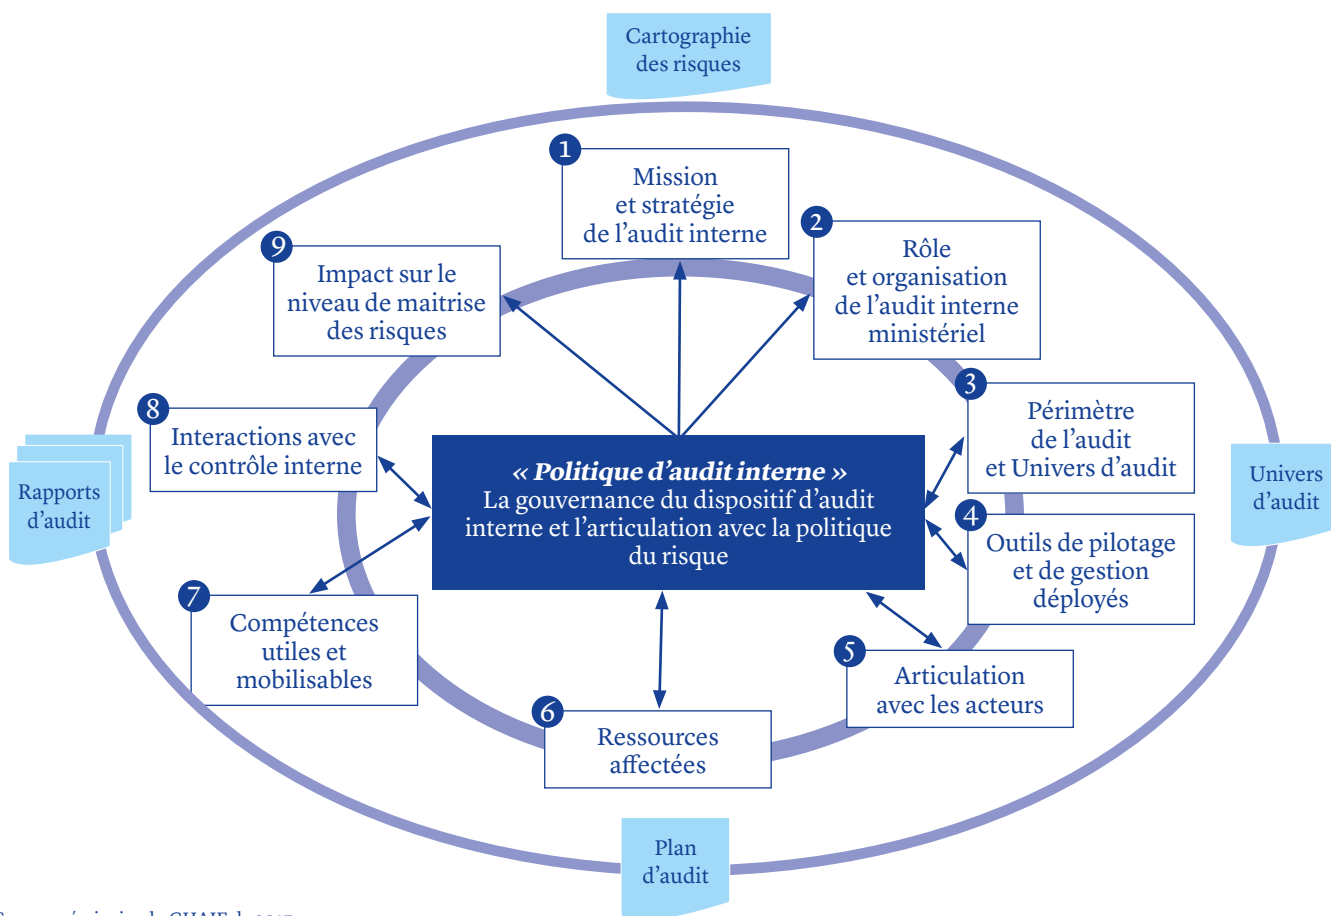 Cartographie
des risques
1
Mission
et stratégie
de l'audit interne
2
Rôle
et organisation
de l'audit interne
ministériel
3
Périmètre
de l'audit
et Univers d'audit
4
Outils de pilotage
et de gestion
déployés
5
Articulation
avec les acteurs
6
Ressources
affectées
7
Compétences
utiles et
mobilisables
8
Interactions avec
le contrôle interne
9
Impact sur le
niveau de maitrise
des risques
« Politique d'audit interne »
La gouvernance du dispositif d'audit
interne et l'articulation avec la politique
du risque
Rapports
d'audit
Univers
d'audit
Plan
d'audit